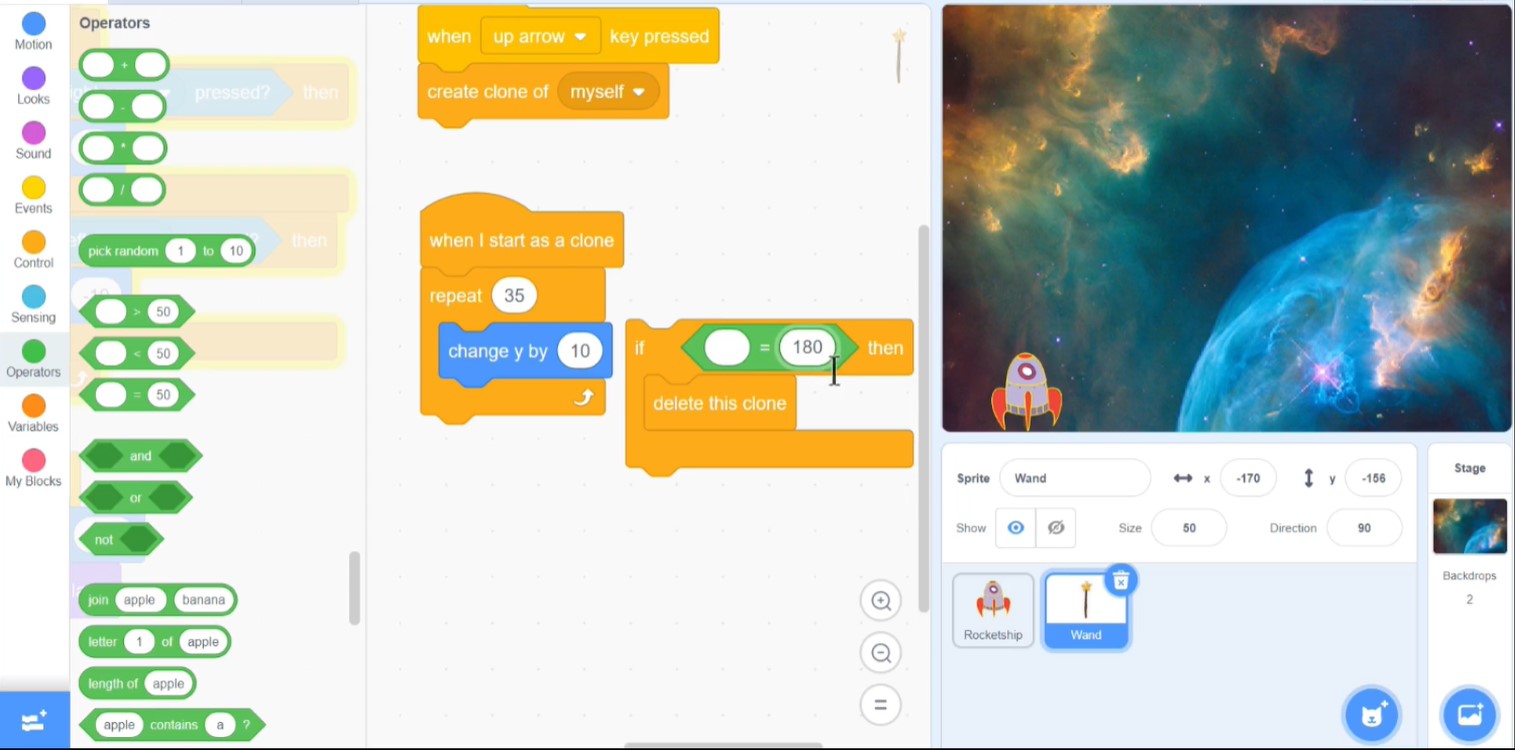 Motion
Looks
Sound
Events
Control
Sensing
Operators
Variables
My Blocks
Operators
+
-
*
/
pick random 1 to 10
> 50
< 50
= 50
and
or
not
join apple banana
letter 1 of apple
length of apple
apple contains a ?
pressed? then
then
when up arrow key pressed
create clone of myself
when I start as a clone
repeat 35
change y by 10
if = 180 then
delete this clone
Sprite Wand x -170 y -156
Show Size 50 Direction 90
Rocketship
Wand
Stage
Backdrops
2